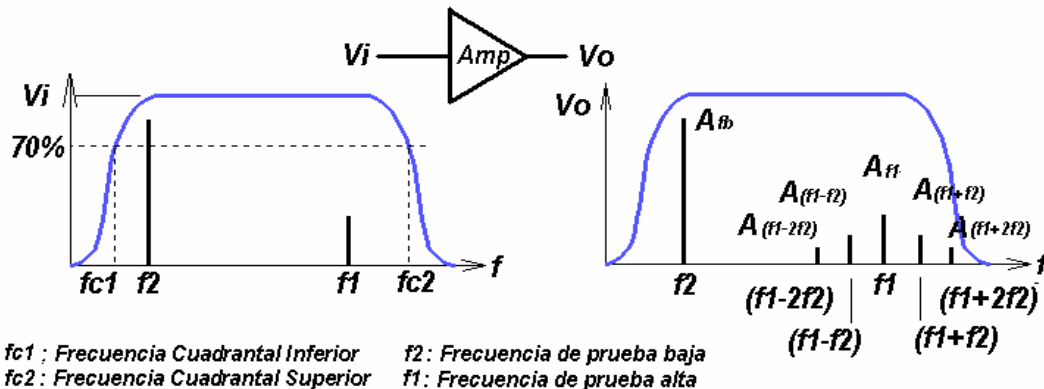 Vi Amp Vo
Vi
70%
fc1 f2 f1 fc2 f
Vo
Afb
Af1
A(f1-f2) A(f1+f2)
A(f1-2f2) A(f1+2f2)
f2 f1 f
(f1-2f2) (f1+2f2)
(f1-f2) (f1+f2)
fc1 : Frecuencia Cuadrantal Inferior f2: Frecuencia de prueba baja
fc2: Frecuencia Cuadrantal Superior f1: Frecuencia de prueba alta